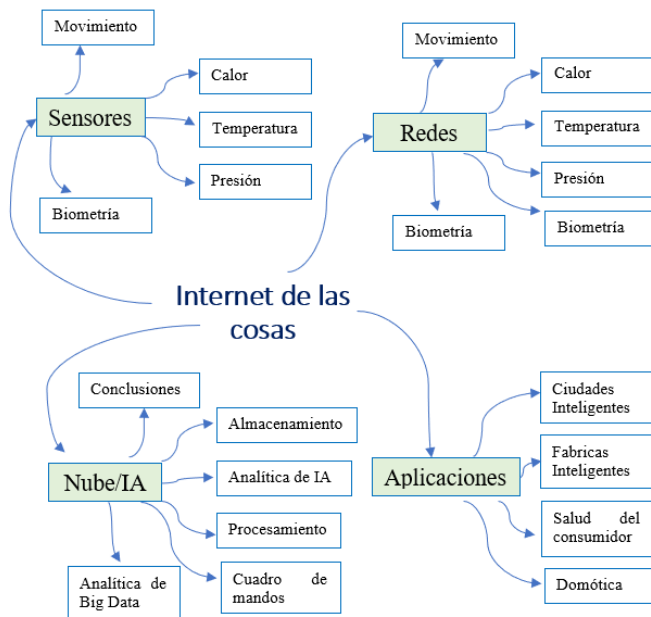 Movimiento
Calor
Sensores
Temperatura
Presión
Biometría
Movimiento
Calor
Redes
Temperatura
Presión
Biometría
Biometría
Internet de las
cosas
Conclusiones
Almacenamiento
Nube/IA
Analítica de IA
Procesamiento
Analítica de
Big Data
Cuadro de
mandos
Ciudades
Inteligentes
Aplicaciones
Fabricas
Inteligentes
Salud del
consumidor
Domótica